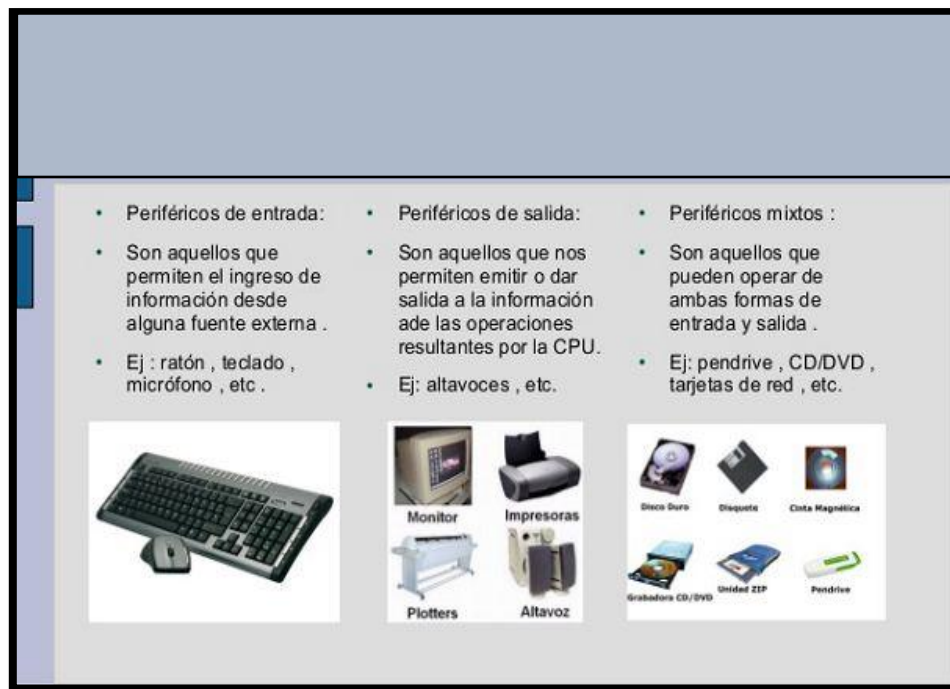 Periféricos de entrada:
Son aquellos que
permiten el ingreso de
información desde
alguna fuente externa .
Ej : ratón , teclado ,
micrófono , etc .
Periféricos de salida:
Son aquellos que nos
permiten emitir o dar
salida a la información
ade las operaciones
resultantes por la CPU.
Ej: altavoces , etc.
Periféricos mixtos :
Son aquellos que
pueden operar de
ambas formas de
entrada y salida .
Ej: pendrive , CD/DVD ,
tarjetas de red , etc.
Monitor
Impresoras
Plotters
Altavoz
Disco Duro
Disquete
Cinta Magnética
Grabadora CD/DVD
Unidad ZIP
Pendrive